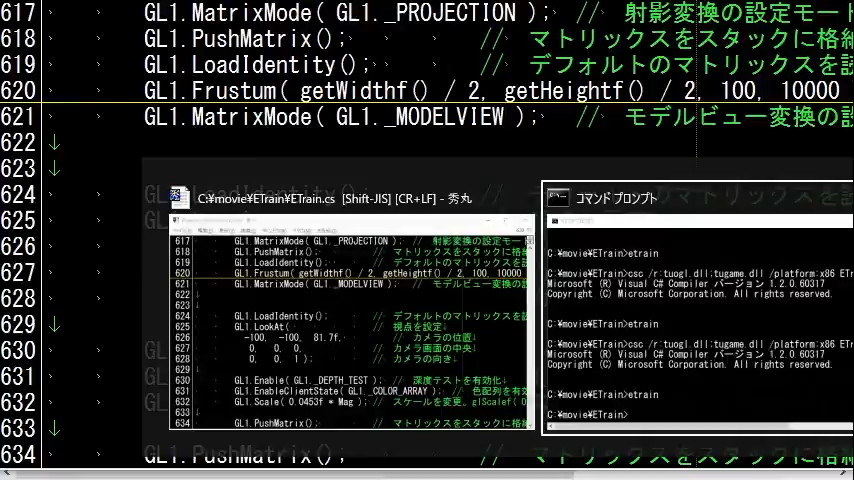 617 GL1.MatrixMode( GL1._PROJECTION ); // 射影変換の設定モード
618 GL1.PushMatrix(); // マトリックスをスタックに格納
619 GL1.LoadIdentity(); // デフォルトのマトリックスを読
620 GL1.Frustum( getWidthf() / 2, getHeightf() / 2, 100, 10000
621 GL1.MatrixMode( GL1._MODELVIEW ); // モデルビュー変換の設
622 ↓
623 ↓
624
625
626
627
628
629 ↓
630
631
632
633 ↓
634 GL1.PushMatrix(); // マトリックスをスタックに格納
C:¥movie¥ETrain¥ETrain.cs [Shift-JIS] [CR+LF] - 秀丸
617 GL1.MatrixMode( GL1._PROJECTION ); // 射影変換の設定モー
618 GL1.PushMatrix(); // マトリックスをスタックに格納
619 GL1.LoadIdentity(); // デフォルトのマトリックスを読
620 GL1.Frustum( getWidthf() / 2, getHeightf() / 2, 100, 10000
621 GL1.MatrixMode( GL1._MODELVIEW ); // モデルビュー変換の設
622 ↓
623 ↓
624 GL1.LoadIdentity(); // デフォルトのマトリックスを読
625 GL1.LookAt( // 視点を設定↓
626 -100, -100, 81.7f, // カメラの位置↓
627 0, 0, 0, // カメラ画面の中央↓
628 0, 0, 1 ); // カメラの向き↓
629 ↓
630 GL1.Enable( GL1._DEPTH_TEST ); // 深度テストを有効化↓
631 GL1.EnableClientState( GL1._COLOR_ARRAY ); // 色配列を有効
632 GL1.Scale( 0.0453f * Mag ); // スケールを変更。glScalef( 0.
633 ↓
634 GL1.PushMatrix(); // マトリックスをスタックに格納
コマンド プロンプト
C:¥movie¥ETrain>etrain
C:¥movie¥ETrain>csc /r:tuogl.dll;tugame.dll /platform:x86 ETr
Microsoft (R) Visual C# Compiler バージョン 1.2.0.60317
Copyright (C) Microsoft Corporation. All rights reserved.
C:¥movie¥ETrain>etrain
C:¥movie¥ETrain>csc /r:tuogl.dll;tugame.dll /platform:x86 ETr
Microsoft (R) Visual C# Compiler バージョン 1.2.0.60317
Copyright (C) Microsoft Corporation. All rights reserved.
C:¥movie¥ETrain>etrain
C:¥movie¥ETrain>